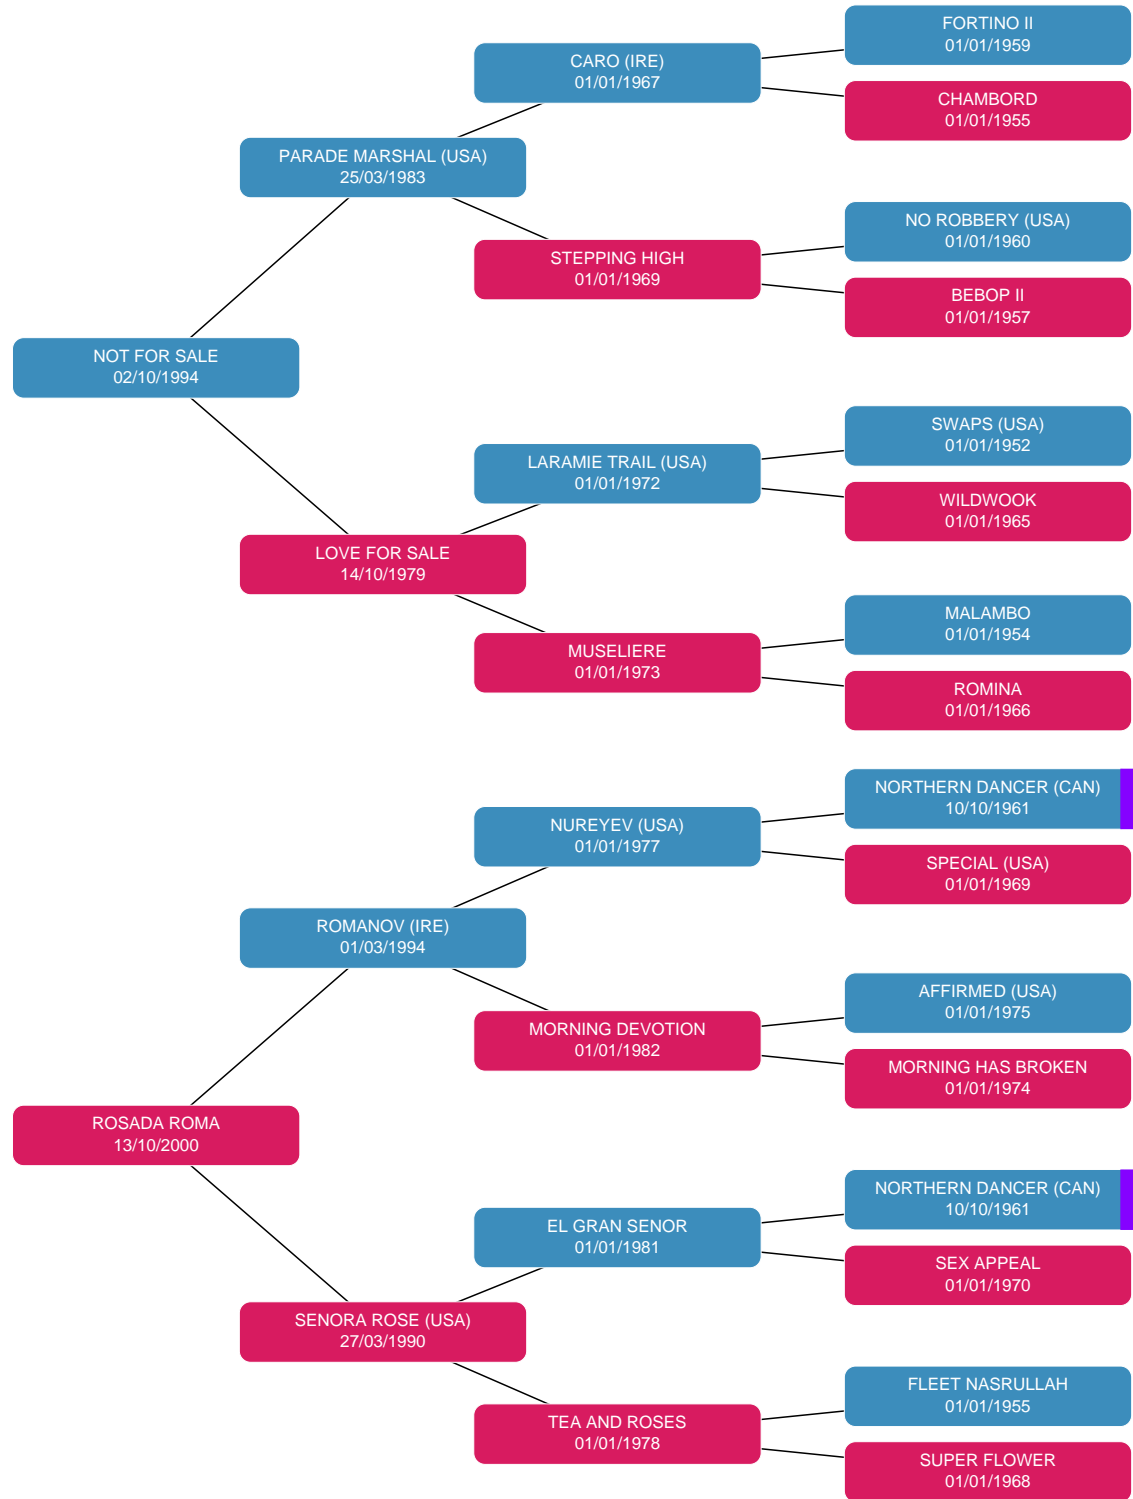 FORTINO II
01/01/1959
CARO (IRE)
01/01/1967
CHAMBORD
01/01/1955
PARADE MARSHAL (USA)
25/03/1983
NO ROBBERY (USA)
01/01/1960
STEPPING HIGH
01/01/1969
BEBOP II
01/01/1957
NOT FOR SALE
02/10/1994
SWAPS (USA)
01/01/1952
LARAMIE TRAIL (USA)
01/01/1972
WILDWOOK
01/01/1965
LOVE FOR SALE
14/10/1979
MALAMBO
01/01/1954
MUSELIERE
01/01/1973
ROMINA
01/01/1966
NORTHERN DANCER (CAN)
10/10/1961
NUREYEV (USA)
01/01/1977
SPECIAL (USA)
01/01/1969
ROMANOV (IRE)
01/03/1994
AFFIRMED (USA)
01/01/1975
MORNING DEVOTION
01/01/1982
MORNING HAS BROKEN
01/01/1974
ROSADA ROMA
13/10/2000
NORTHERN DANCER (CAN)
10/10/1961
EL GRAN SENOR
01/01/1981
SEX APPEAL
01/01/1970
SENORA ROSE (USA)
27/03/1990
FLEET NASRULLAH
01/01/1955
TEA AND ROSES
01/01/1978
SUPER FLOWER
01/01/1968